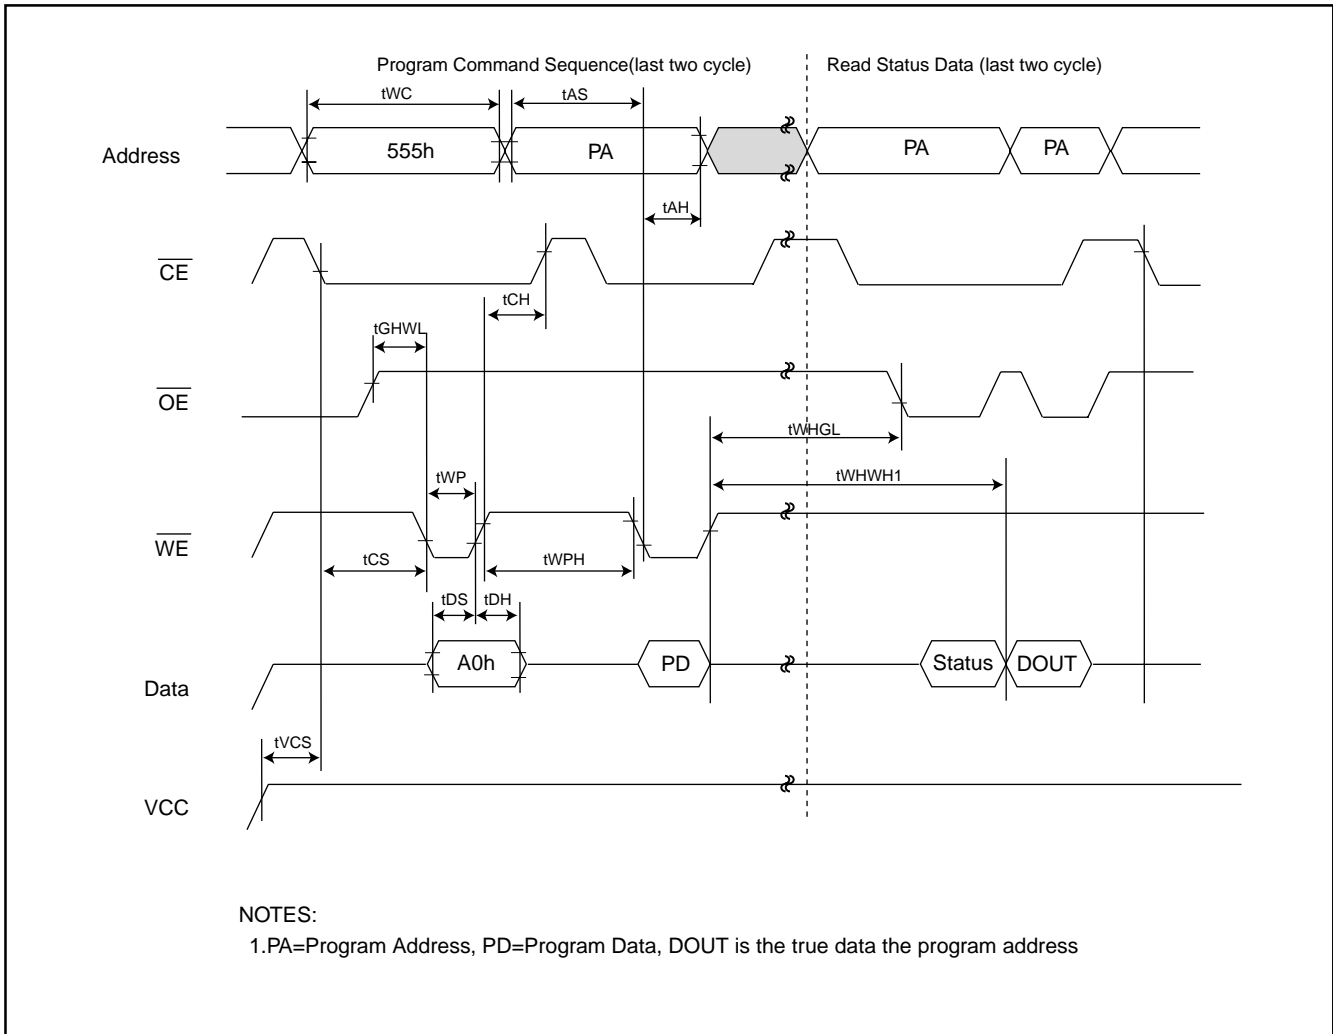 Program Command Sequence(last two cycle) Read Status Data (last two cycle)
tWC tAS
Address 555h PA PA PA
tAH
CE
tCH
tGHWL
OE
tWHGL
tWHWH1
tWP
WE
tCS tWPH
tDS tDH
Data A0h PD Status DOUT
tVCS
VCC
NOTES:
1.PA=Program Address, PD=Program Data, DOUT is the true data the program address